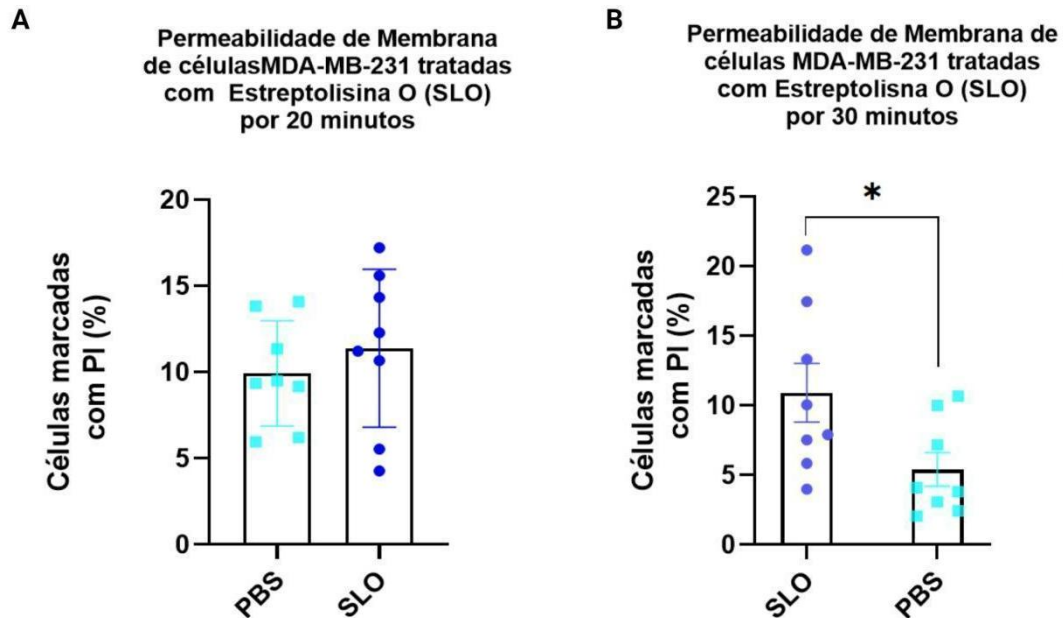 A
Permeabilidade de Membrana
de célulasMDA-MB-231 tratadas
com Estreptolisina O (SLO)
por 20 minutos
Células marcadas
com PI (%)
20
15
10
5
0
PBS
SLO
B
Permeabilidade de Membrana de
células MDA-MB-231 tratadas
com Estreptolisna O (SLO)
por 30 minutos
*
Células marcadas
com PI (%)
25
20
15
10
5
0
SLO
PBS